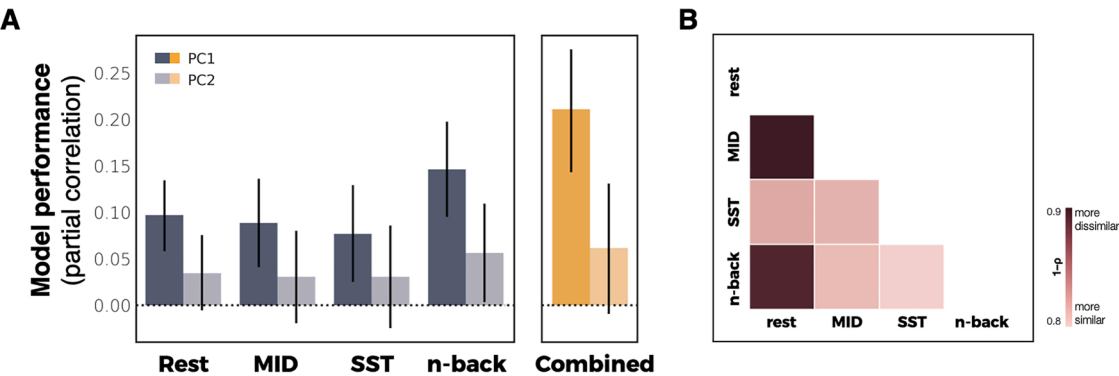 A
Model performance
(partial correlation)
0.25
0.20
0.15
0.10
0.05
0.00
PC1
PC2
Rest MID SST n-back Combined
B
rest
MID
SST
n-back
rest MID SST n-back
0.9 more
dissimilar
1-ρ
more
0.8 similar